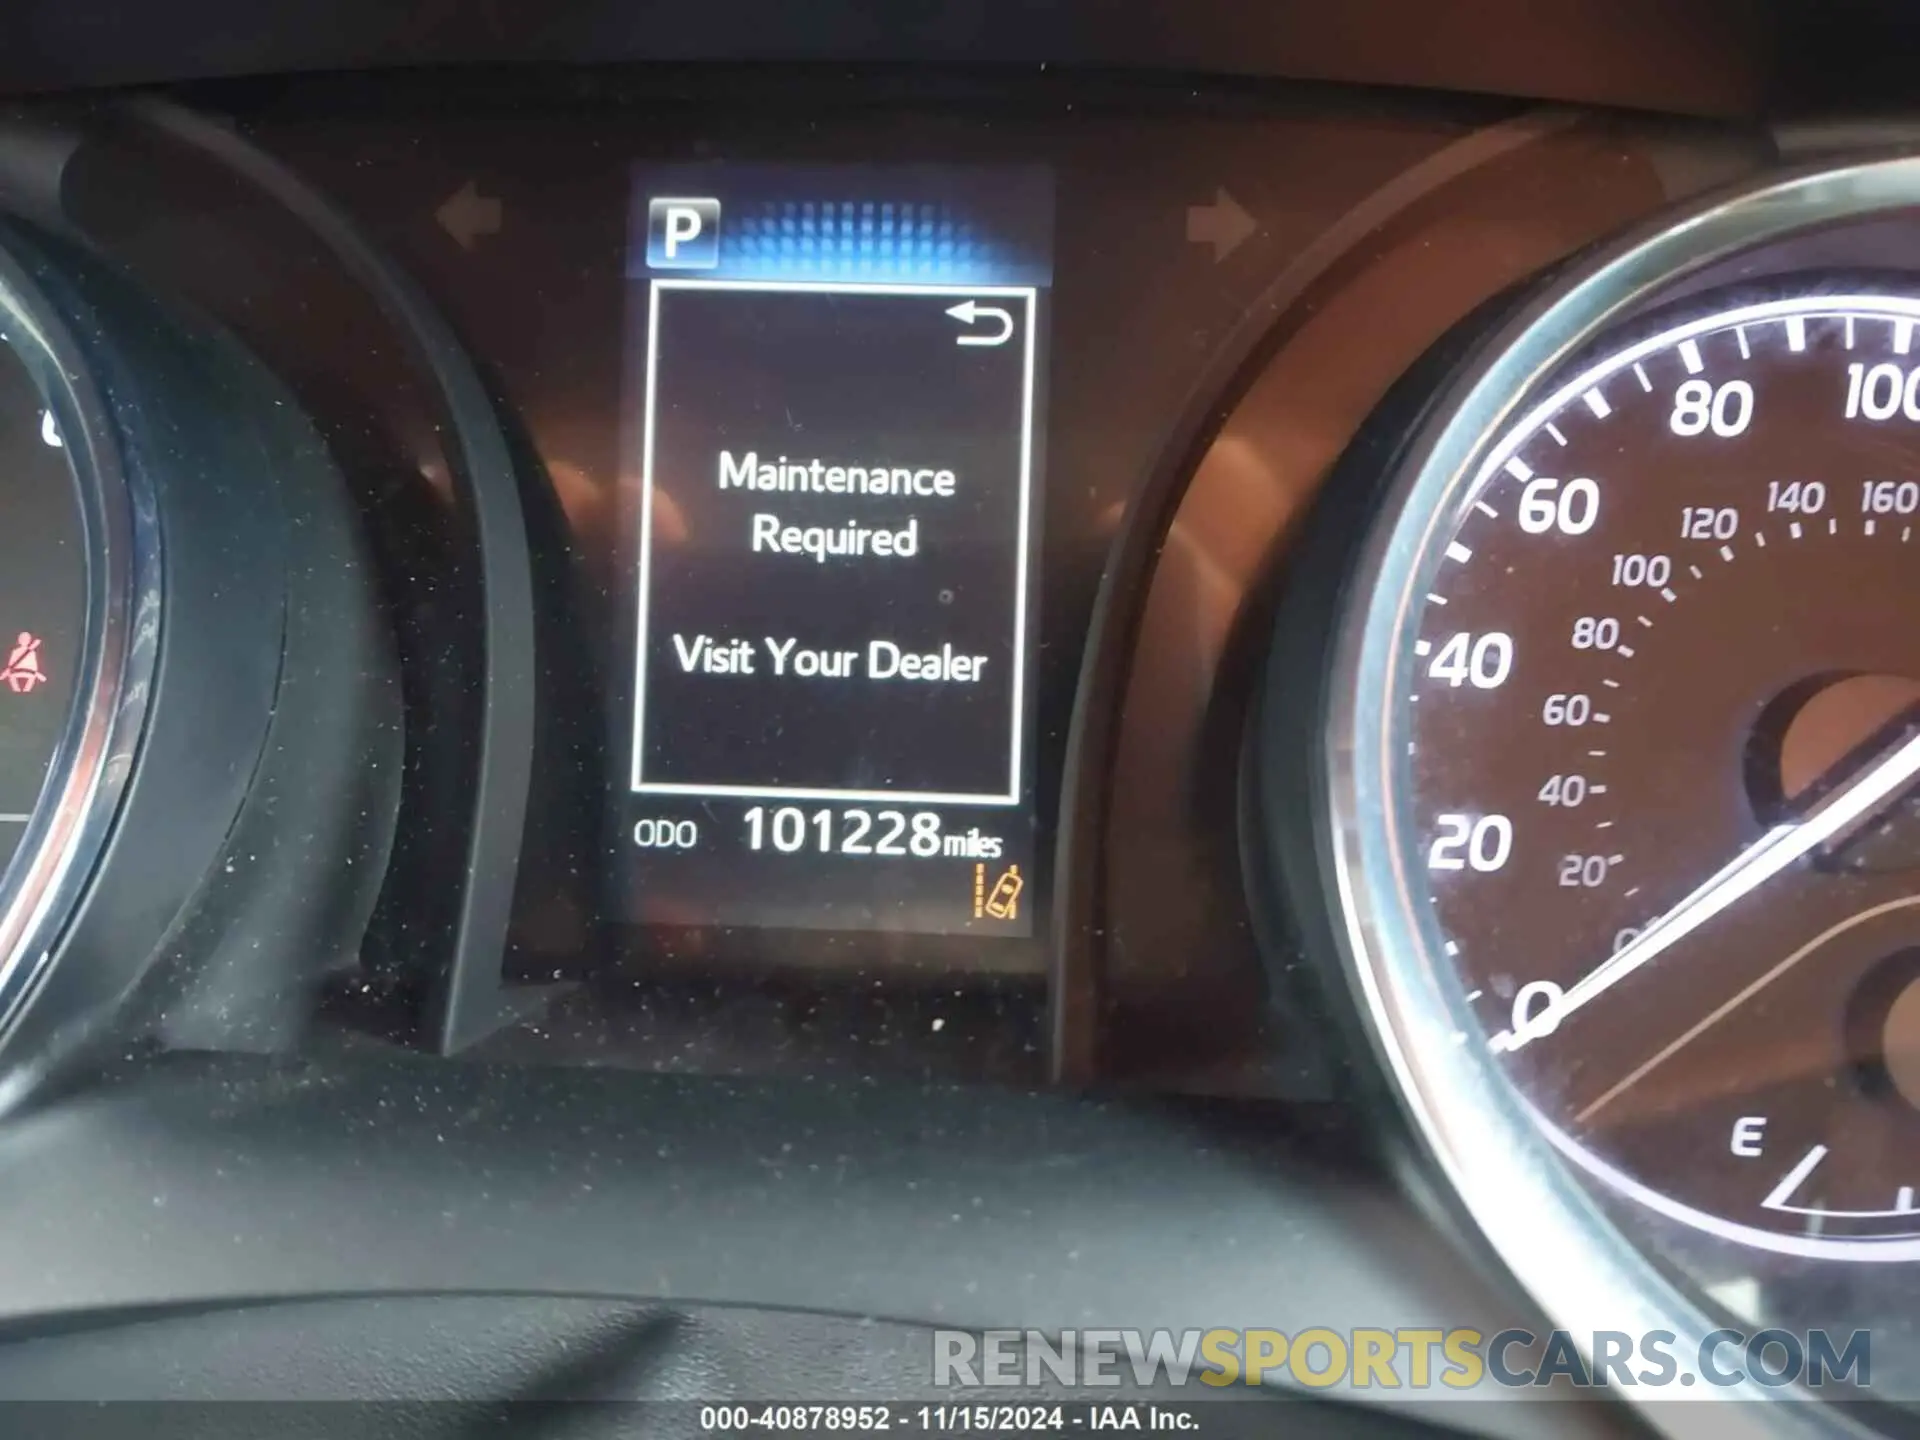 P
Maintenance
Required
Visit Your Dealer
ODO 101228 miles
100
80
60
40
20
0
160
140
120
100
80
60
40
20
E
RENEWSPORTSCARS.COM
000-40878952 - 11/15/2024 - IAA Inc.